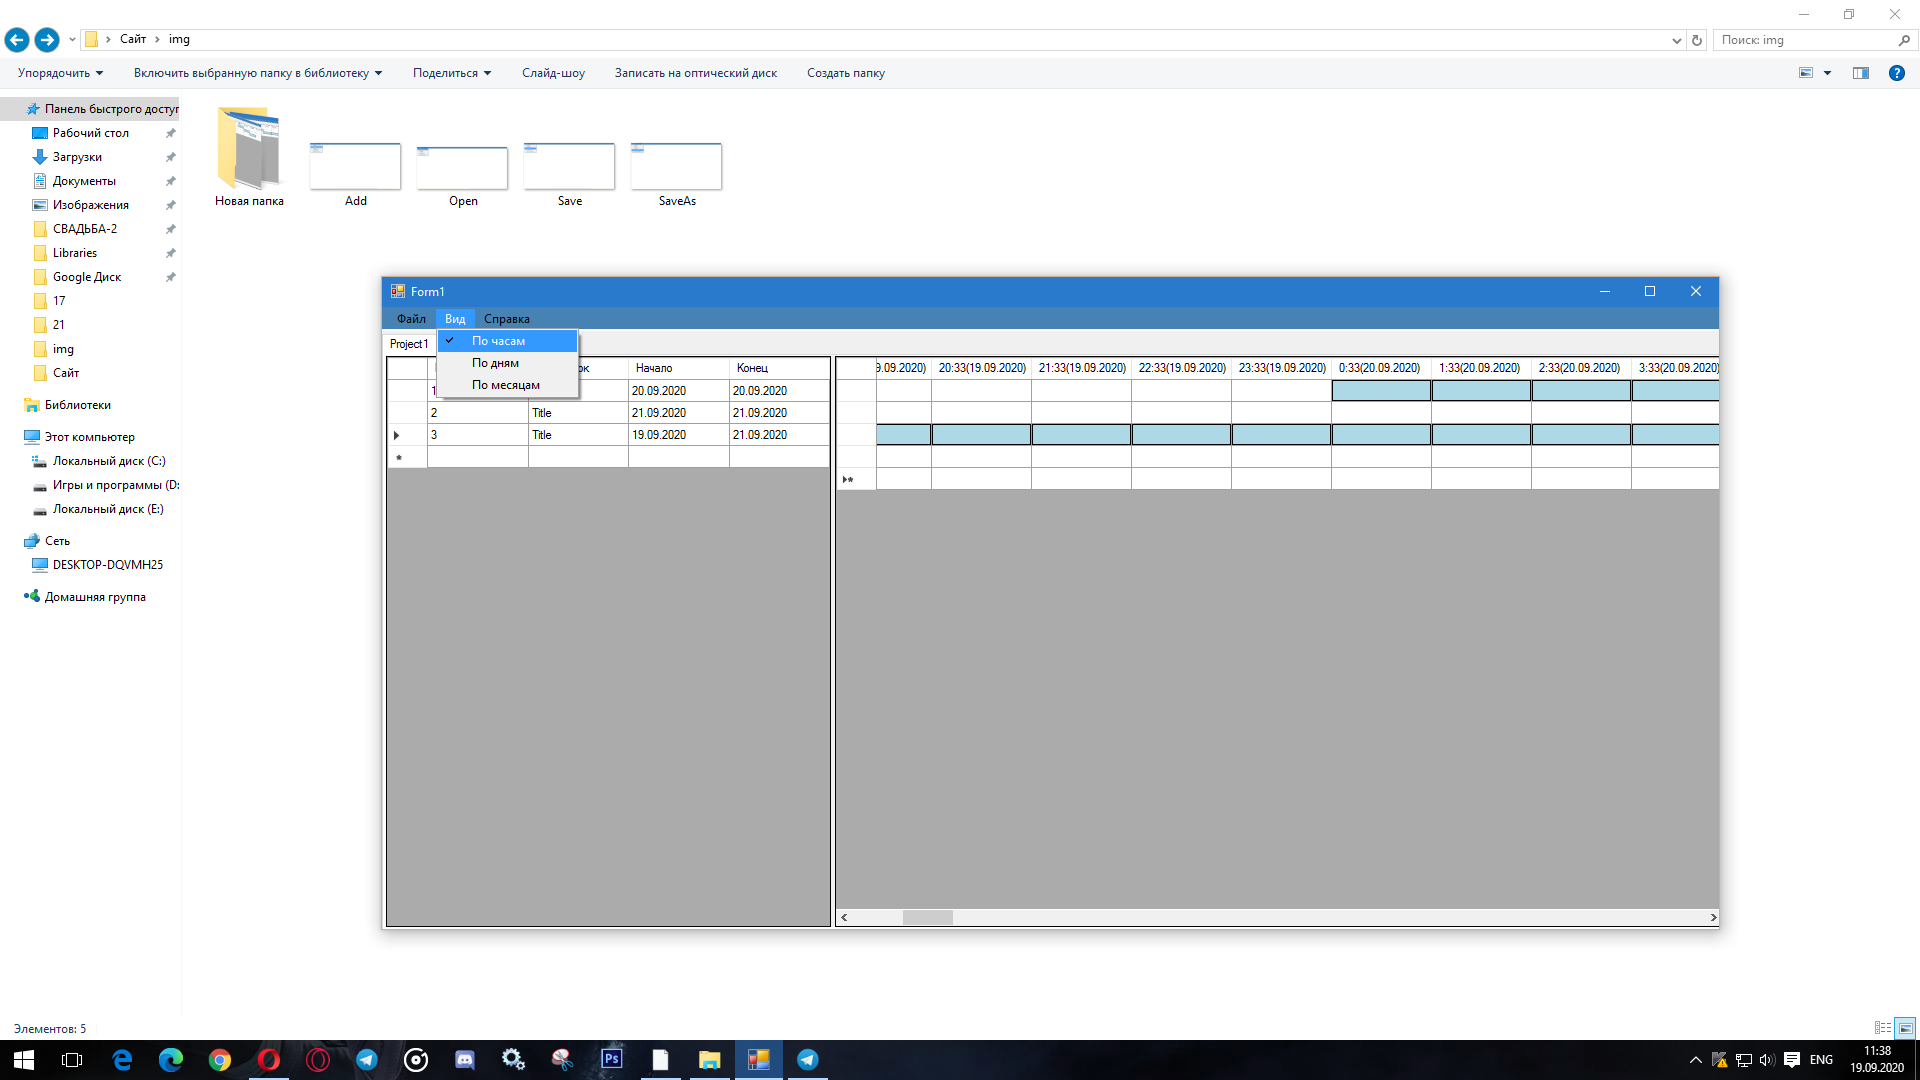 Сайт img
Поиск: img
Упорядочить Включить выбранную папку в библиотеку Поделиться Слайд-шоу Записать на оптический диск Создать папку
Панель быстрого доступ
Рабочий стол
Загрузки
Документы
Изображения
СВАДЬБА-2
Libraries
Google Диск
17
21
img
Сайт
Библиотеки
Этот компьютер
Локальный диск (C:)
Игры и программы (D:
Локальный диск (E:)
Сеть
DESKTOP-DQVMH25
Домашняя группа
Новая папка Add Open Save SaveAs
Form1
Файл Вид Справка
По часам
По дням
По месяцам
Project1
ок Начало Конец
1 20.09.2020 20.09.2020
2 Title 21.09.2020 21.09.2020
3 Title 19.09.2020 21.09.2020
9.09.2020) 20:33(19.09.2020) 21:33(19.09.2020) 22:33(19.09.2020) 23:33(19.09.2020) 0:33(20.09.2020) 1:33(20.09.2020) 2:33(20.09.2020) 3:33(20.09.2020)
Элементов: 5
Ps
ENG
11:38
19.09.2020